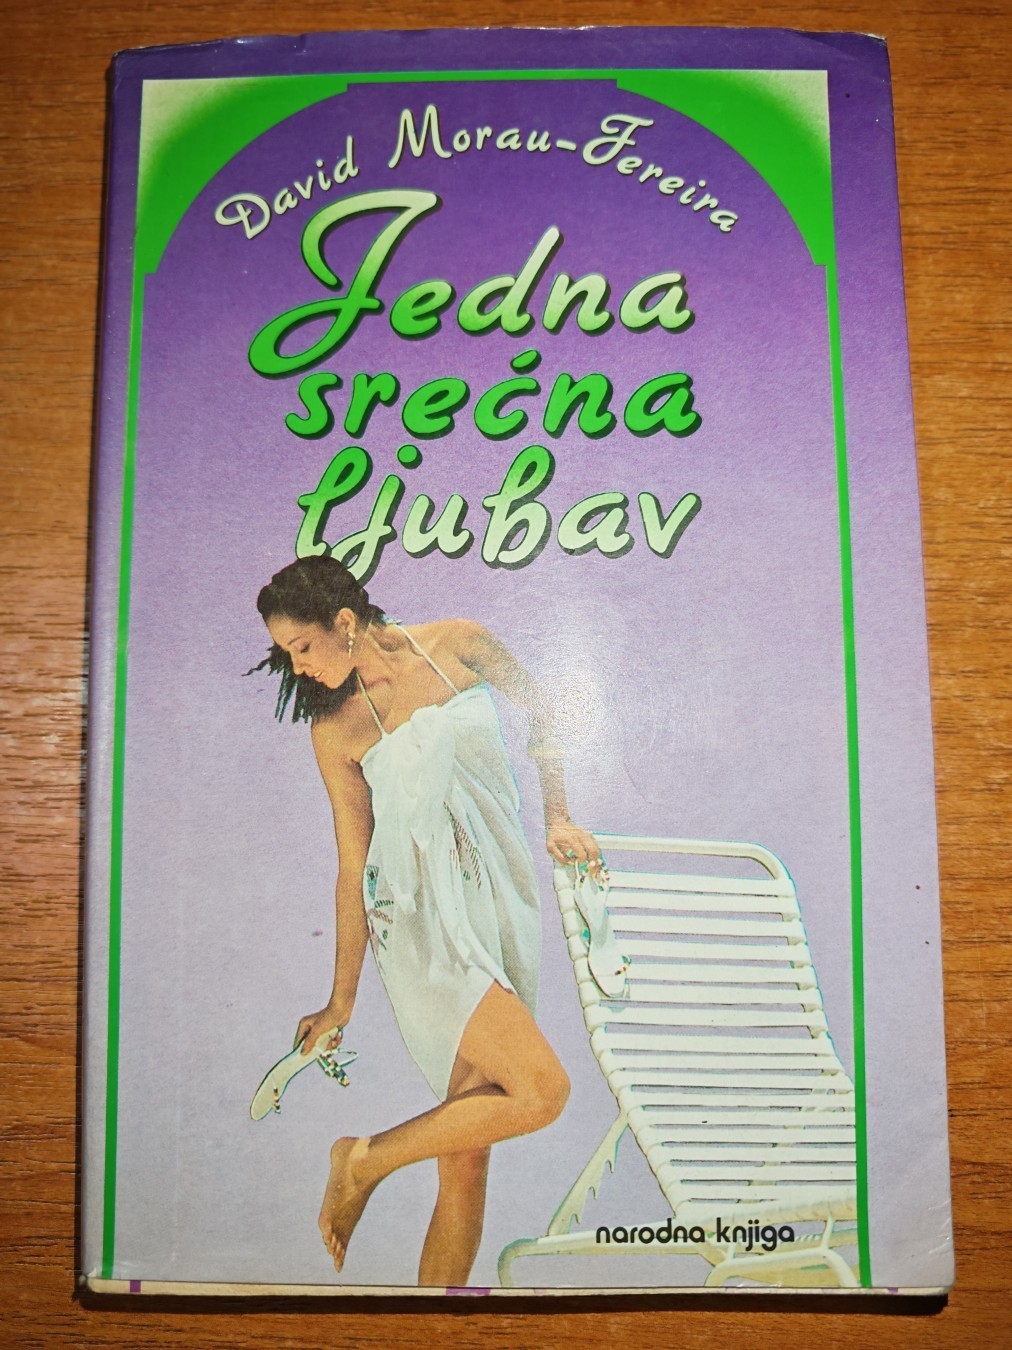 David Morau-Fereira
Jedna
srećna
ljubav
narodna knjiga